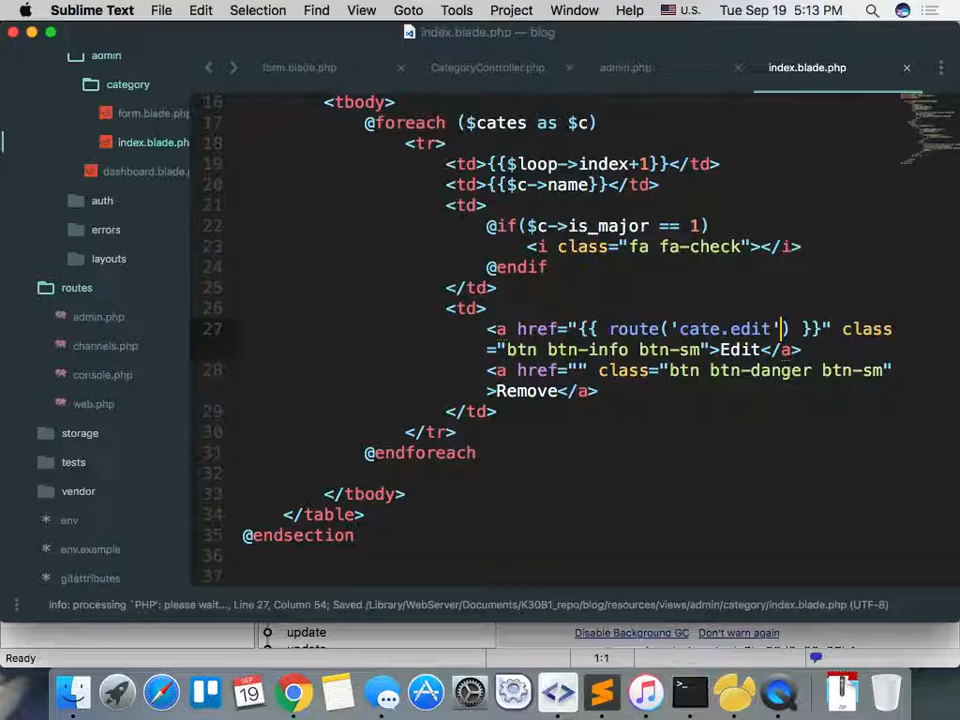 Sublime Text File Edit Selection Find View Goto Tools Project Window Help U.S. Tue Sep 19 5:13 PM
index.blade.php — blog
admin
category
form.blade.ph
index.blade.ph
dashboard.blade.
auth
errors
layouts
routes
admin.php
channels.php
console.php
web.php
storage
tests
vendor
env
env.example
gitattributes
form.blade.php × CategoryController.php × admin.php × index.blade.php ×
16 <tbody>
17 @foreach ($cates as $c)
18 <tr>
19 <td>{{$loop->index+1}}</td>
20 <td>{{$c->name}}</td>
21 <td>
22 @if($c->is_major == 1)
23 <i class="fa fa-check"></i>
24 @endif
25 </td>
26 <td>
27 <a href="{{ route('cate.edit') }}" class
="btn btn-info btn-sm">Edit</a>
28 <a href="" class="btn btn-danger btn-sm"
>Remove</a>
29 </td>
30 </tr>
31 @endforeach
32
33 </tbody>
34 </table>
35 @endsection
36
37
info: processing `PHP`: please wait..., Line 27, Column 54; Saved /Library/WebServer/Documents/K30B1_repo/blog/resources/views/admin/category/index.blade.php (UTF-8)
update
Disable Background GC Don't warn again
Ready 1:1
SEP
19
ZIP